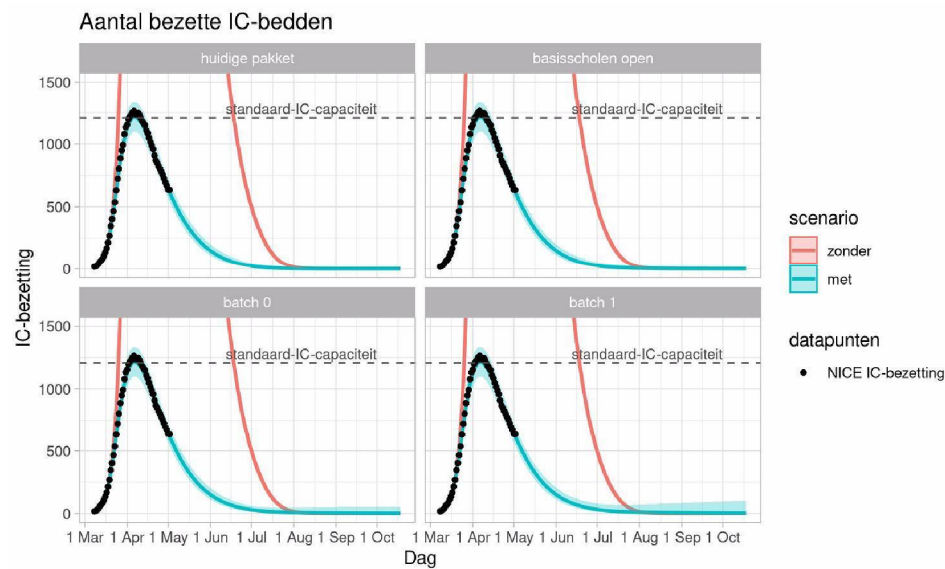 Aantal bezette IC-bedden
huidige pakket
basisscholen open
1500
standaard-IC-capaciteit
standaard-IC-capaciteit
1000
500
0
batch 0
batch 1
1500
standaard-IC-capaciteit
standaard-IC-capaciteit
1000
500
0
IC-bezetting
1 Mar 1 Apr 1 May 1 Jun 1 Jul 1 Aug 1 Sep 1 Oct
1 Mar 1 Apr 1 May 1 Jun 1 Jul 1 Aug 1 Sep 1 Oct
Dag
scenario
zonder
met
datapunten
NICE IC-bezetting